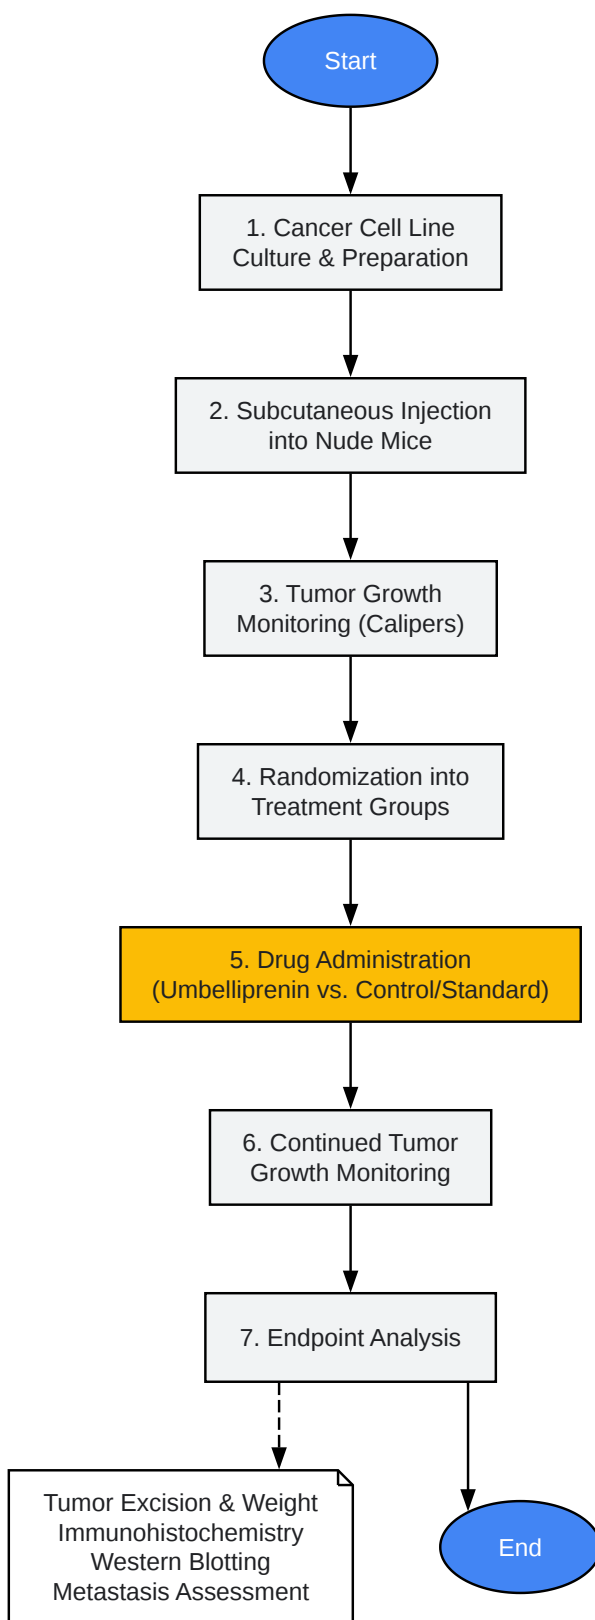 Start
1. Cancer Cell Line
Culture & Preparation
2. Subcutaneous Injection
into Nude Mice
3. Tumor Growth
Monitoring (Calipers)
4. Randomization into
Treatment Groups
5. Drug Administration
(Umbelliprenin vs. Control/Standard)
6. Continued Tumor
Growth Monitoring
7. Endpoint Analysis
Tumor Excision & Weight
Immunohistochemistry
Western Blotting
Metastasis Assessment
End